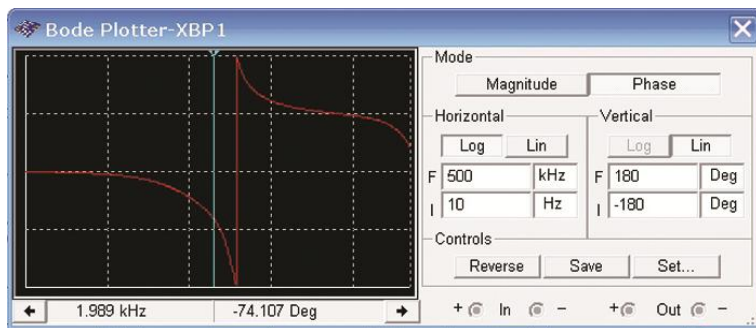 Bode Plotter-XBP1
Mode
Magnitude Phase
Horizontal Vertical
Log Lin Log Lin
F 500 kHz F 180 Deg
I 10 Hz I -180 Deg
Controls
Reverse Save Set...
1.989 kHz -74.107 Deg
+ In - + Out -